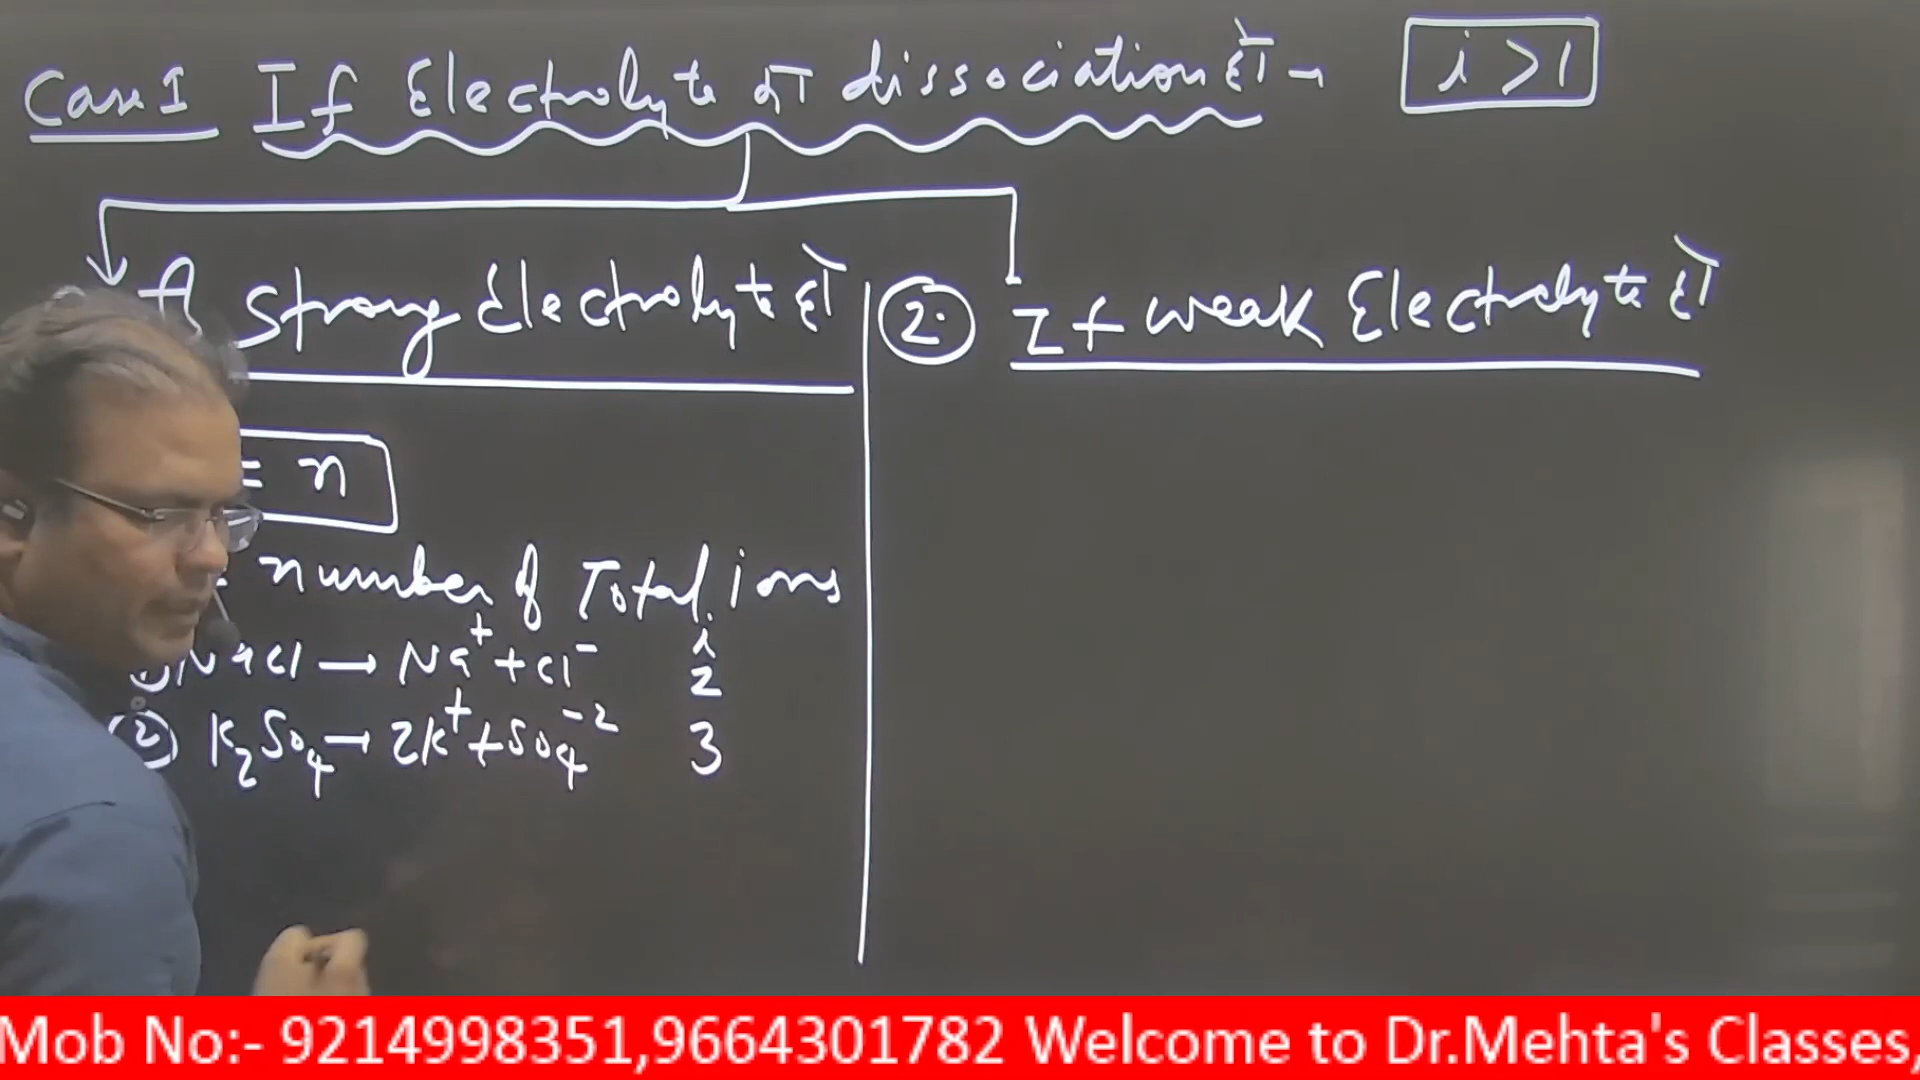 Case I If Electrolyte का dissociation हो → i > 1
Strong Electrolyte हो
= n
= number of Total ions
NaCl → Na⁺ + Cl⁻ i 2
(2) K₂SO₄ → 2K⁺ + SO₄⁻² 3
(2.) If weak Electrolyte हो
Mob No:- 9214998351,9664301782 Welcome to Dr.Mehta's Classes,